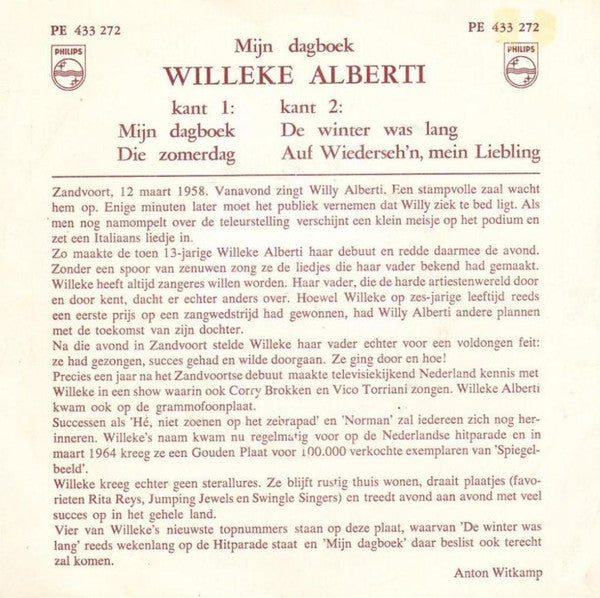 PE 433 272
PE 433 272
PHILIPS
PHILIPS
Mijn dagboek
WILLEKE ALBERTI
kant 1:
Mijn dagboek
Die zomerdag
kant 2:
De winter was lang
Auf Wiederseh'n, mein Liebling
Zandvoort, 12 maart 1958. Vanavond zingt Willy Alberti. Een stampvolle zaal wacht
hem op. Enige minuten later moet het publiek vernemen dat Willy ziek te bed ligt. Als
men nog namompelt over de teleurstelling verschijnt een klein meisje op het podium en
zet een Italiaans liedje in.
Zo maakte de toen 13-jarige Willeke Alberti haar debuut en redde daarmee de avond.
Zonder een spoor van zenuwen zong ze de liedjes die haar vader bekend had gemaakt.
Willeke heeft altijd zangeres willen worden. Haar vader, die de harde artiestenwereld door
en door kent, dacht er echter anders over. Hoewel Willeke op zes-jarige leeftijd reeds
een eerste prijs op een zangwedstrijd had gewonnen, had Willy Alberti andere plannen
met de toekomst van zijn dochter.
Na die avond in Zandvoort stelde Willeke haar vader echter voor een voldongen feit:
ze had gezongen, succes gehad en wilde doorgaan. Ze ging door en hoe!
Precies een jaar na het Zandvoortse debuut maakte televisiekijkend Nederland kennis met
Willeke in een show waarin ook Corry Brokken en Vico Torriani zongen. Willeke Alberti
kwam ook op de grammofoonplaat.
Successen als 'Hé, niet zoenen op het zebrapad' en 'Norman' zal iedereen zich nog her-
inneren. Willeke's naam kwam nu regelmatig voor op de Nederlandse hitparade en in
maart 1964 kreeg ze een Gouden Plaat voor 100.000 verkochte exemplaren van 'Spiegel-
beeld'.
Willeke kreeg echter geen sterallures. Ze blijft rustig thuis wonen, draait plaatjes (favo-
rieten Rita Reys, Jumping Jewels en Swingle Singers) en treedt avond aan avond met veel
succes op in het gehele land.
Vier van Willeke's nieuwste topnummers staan op deze plaat, waarvan 'De winter was
lang' reeds wekenlang op de Hitparade staat en 'Mijn dagboek' daar beslist ook terecht
zal komen.
Anton Witkamp